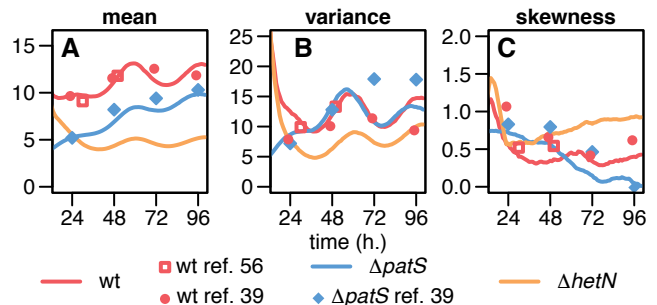 mean variance skewness
A B C
15 10 5 0
25 20 15 10 5 0
2.0 1.5 1.0 0.5 0.0
24 48 72 96 24 48 72 96 24 48 72 96
time (h.)
wt wt ref. 56 ΔpatS ΔhetN
wt ref. 39 ΔpatS ref. 39